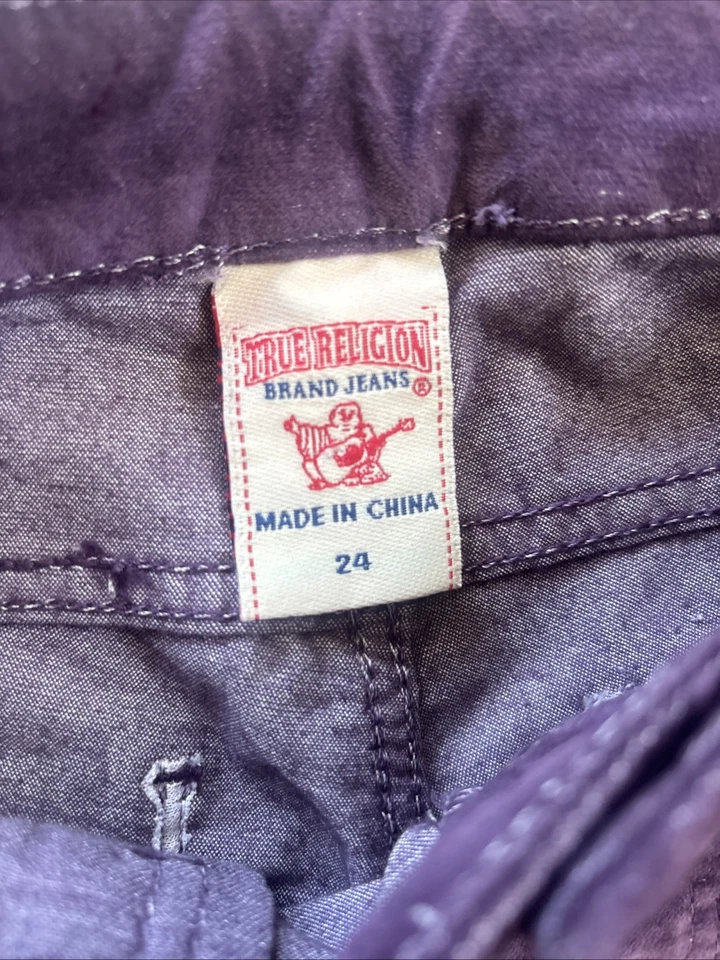 TRUE RELIGION
BRAND JEANS®
MADE IN CHINA
24